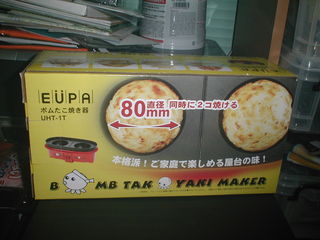 EUPA
ボムたこ焼き器
UHT-1T
80mm
直径
同時に2コ焼ける
本格派!ご家庭で楽しめる屋台の味!
B MB TAK YAKI MAKER